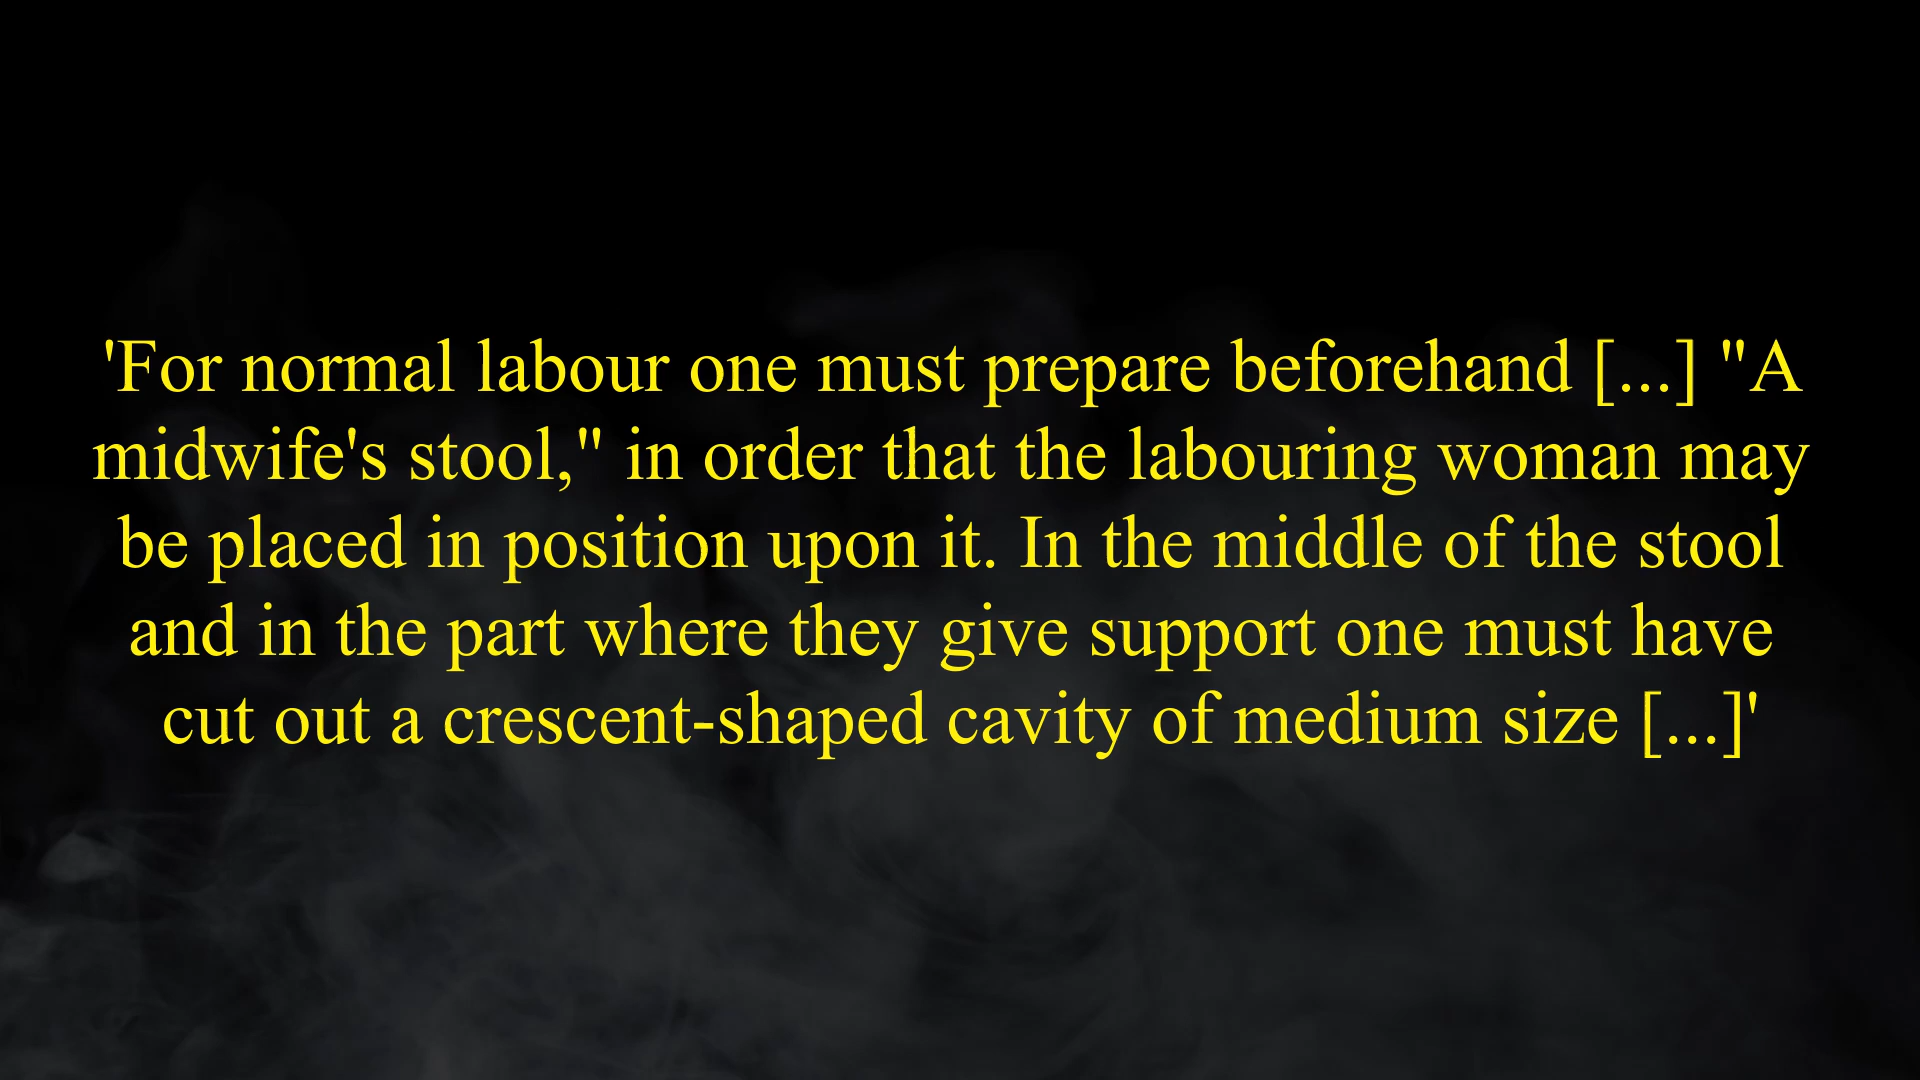 'For normal labour one must prepare beforehand [...] "A
midwife's stool," in order that the labouring woman may
be placed in position upon it. In the middle of the stool
and in the part where they give support one must have
cut out a crescent-shaped cavity of medium size [...]'